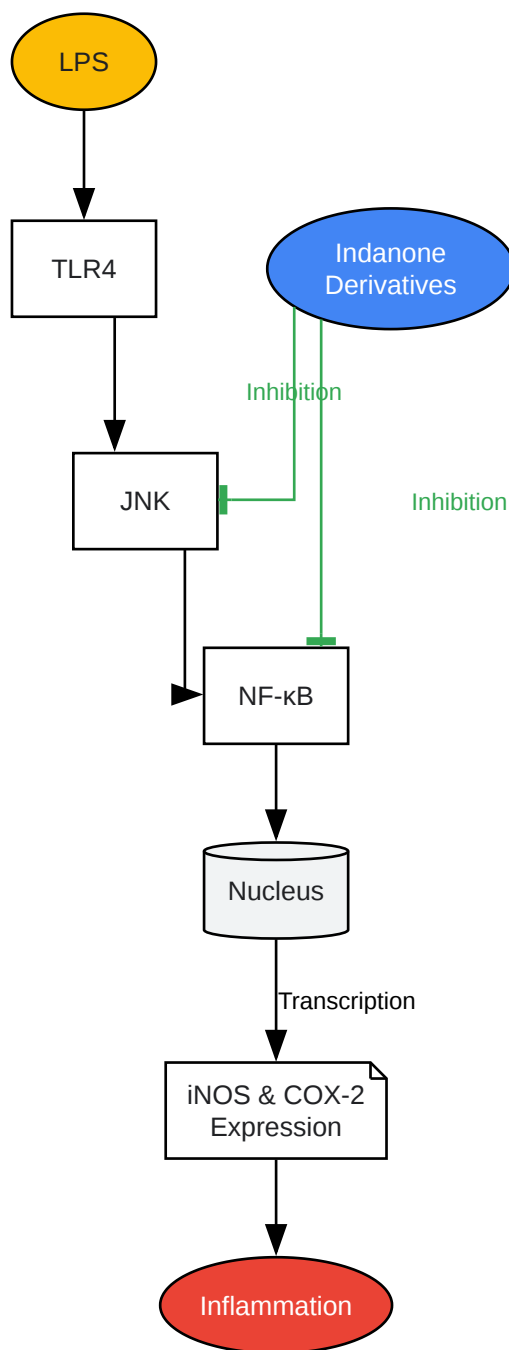 LPS
TLR4
Indanone
Derivatives
Inhibition
JNK
Inhibition
NF-κB
Nucleus
Transcription
iNOS & COX-2
Expression
Inflammation